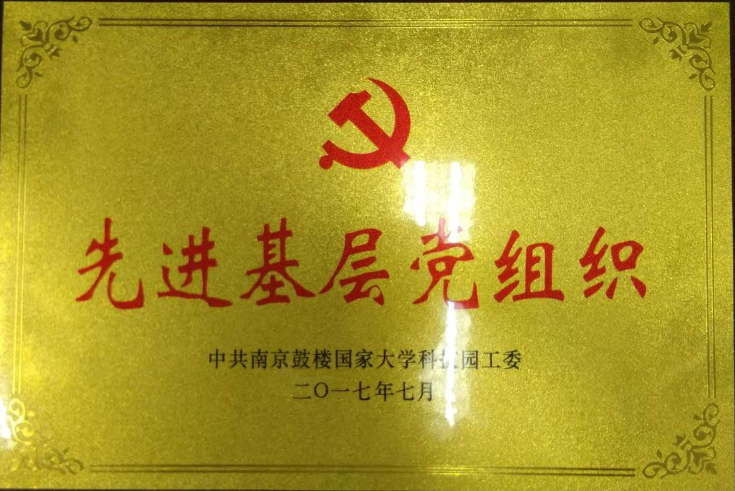 先进基层党组织
中共南京鼓楼国家大学科技园工委
二〇一七年七月